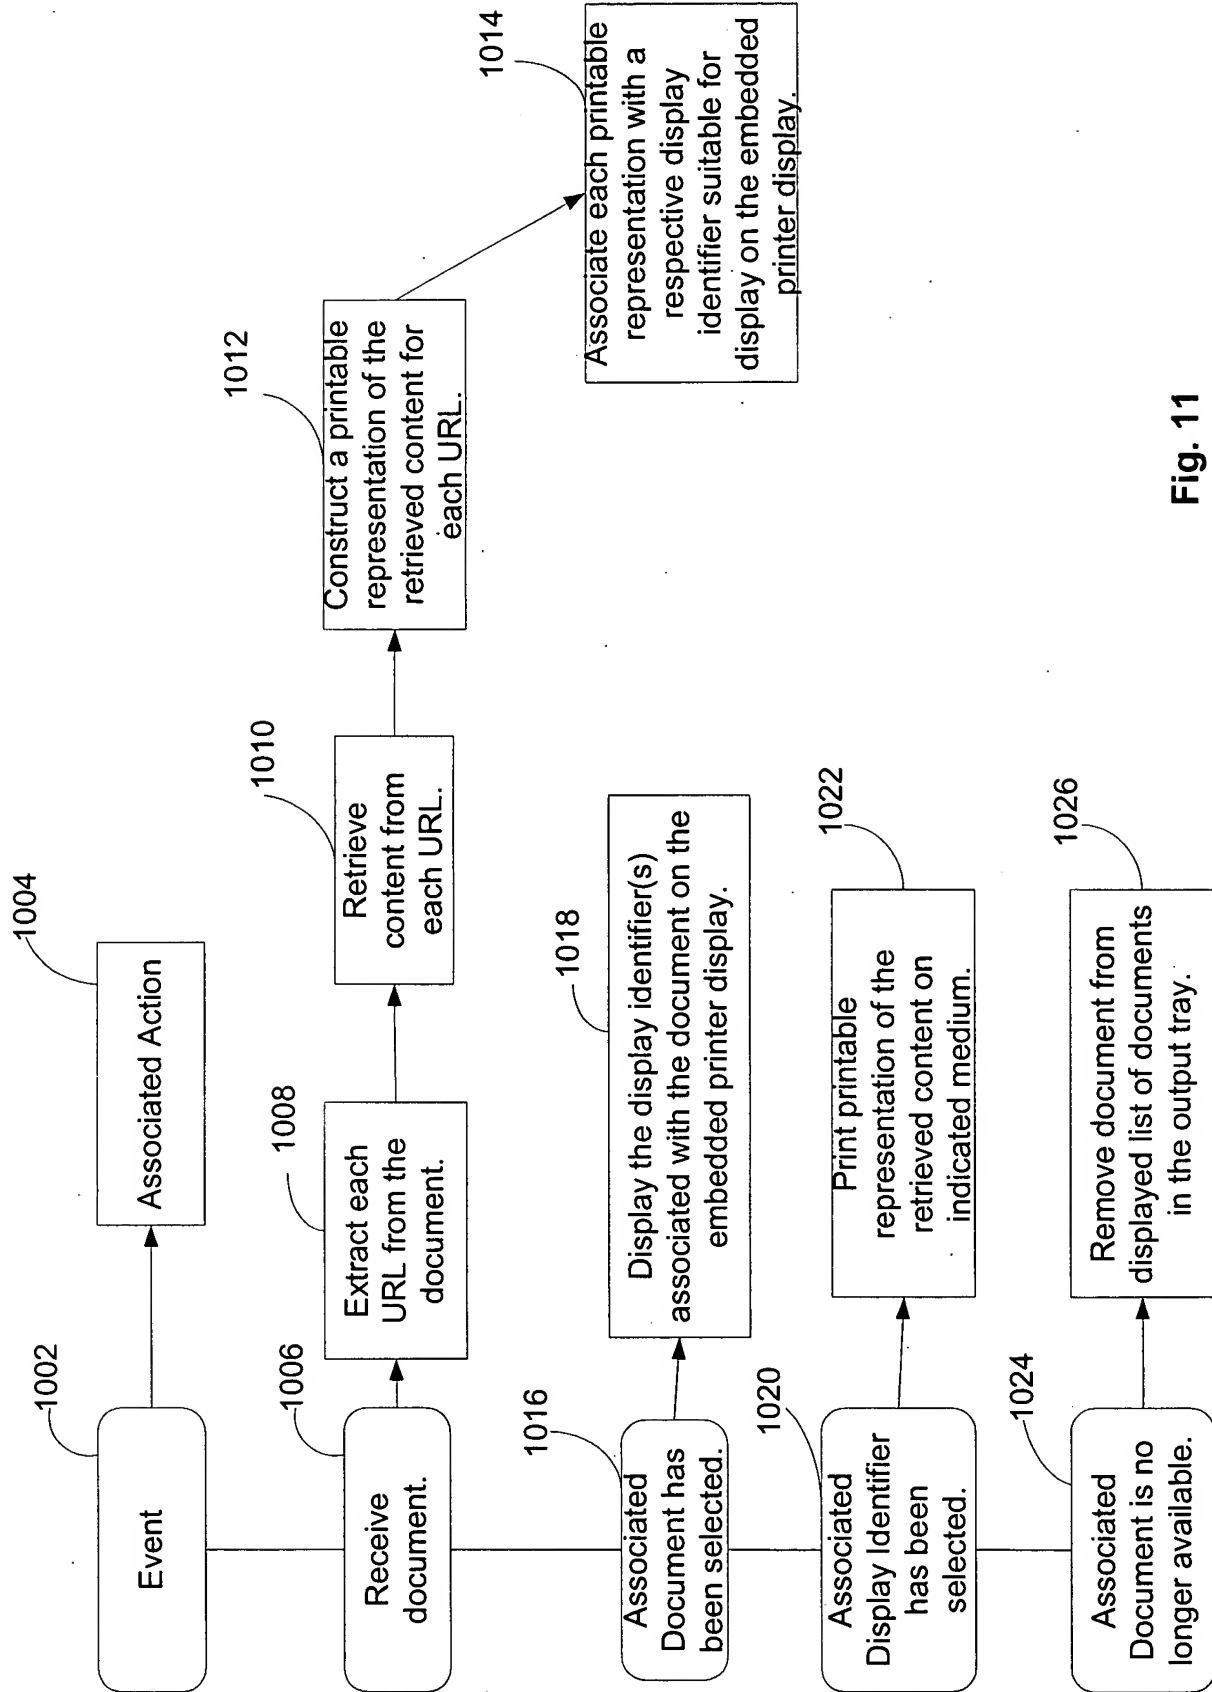 1002
Event
1004
Associated Action
1006
Receive
document.
1008
Extract each
URL from the
document.
1010
Retrieve
content from
each URL.
1012
Construct a printable
representation of the
retrieved content for
each URL.
1014
Associate each printable
representation with a
respective display
identifier suitable for
display on the embedded
printer display.
1016
Associated
Document has
been selected.
1018
Display the display identifier(s)
associated with the document on the
embedded printer display.
1020
Associated
Display Identifier
has been
selected.
1022
Print printable
representation of the
retrieved content on
indicated medium.
1024
Associated
Document is no
longer available.
1026
Remove document from
displayed list of documents
in the output tray.
Fig. 11